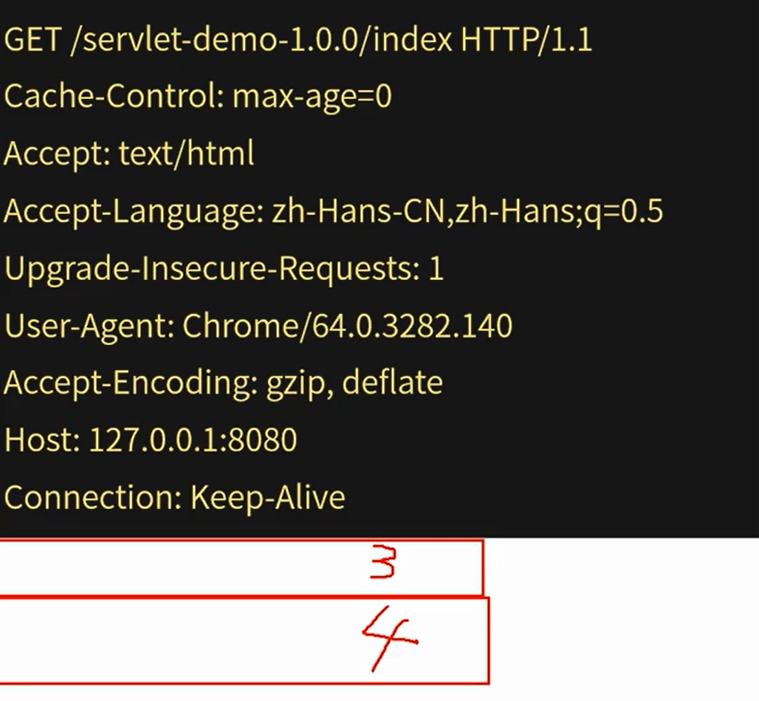 GET /servlet-demo-1.0.0/index HTTP/1.1
Cache-Control: max-age=0
Accept: text/html
Accept-Language: zh-Hans-CN,zh-Hans;q=0.5
Upgrade-Insecure-Requests: 1
User-Agent: Chrome/64.0.3282.140
Accept-Encoding: gzip, deflate
Host: 127.0.0.1:8080
Connection: Keep-Alive
3
4